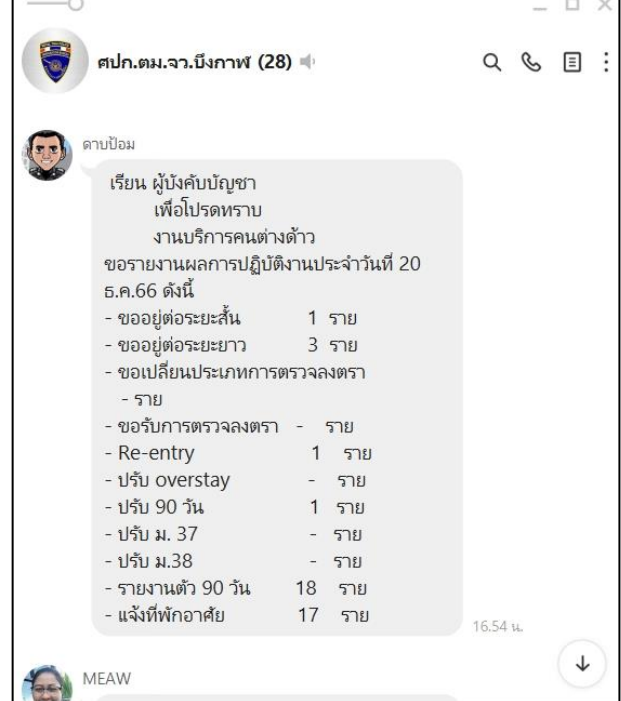 ศปก.ตม.จว.บึงกาฬ (28)
ดาบป้อม
เรียน ผู้บังคับบัญชา
เพื่อโปรดทราบ
งานบริการคนต่างด้าว
ขอรายงานผลการปฏิบัติงานประจำวันที่ 20
ธ.ค.66 ดังนี้
- ขออยู่ต่อระยะสั้น 1 ราย
- ขออยู่ต่อระยะยาว 3 ราย
- ขอเปลี่ยนประเภทการตรวจลงตรา
- ราย
- ขอรับการตรวจลงตรา - ราย
- Re-entry 1 ราย
- ปรับ overstay - ราย
- ปรับ 90 วัน 1 ราย
- ปรับ ม. 37 - ราย
- ปรับ ม.38 - ราย
- รายงานตัว 90 วัน 18 ราย
- แจ้งที่พักอาศัย 17 ราย
16.54 น.
MEAW